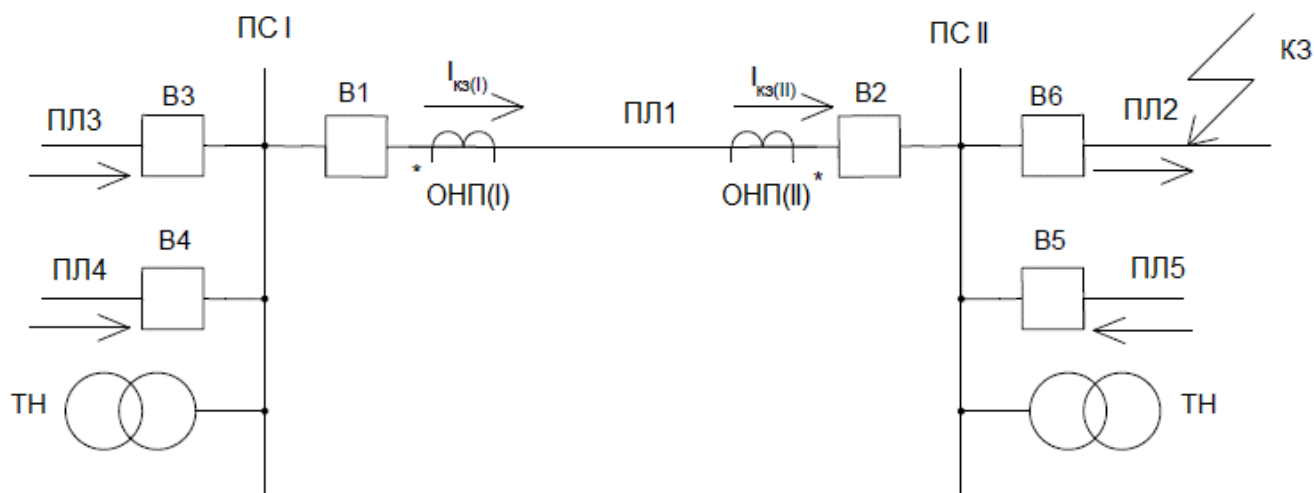 ПС I
ПС II
КЗ
ПЛ3
В3
В1
Iкз(I)
ПЛ1
Iкз(II)
В2
В6
ПЛ2
*
ОНП(I)
ОНП(II)
*
ПЛ4
В4
В5
ПЛ5
ТН
ТН